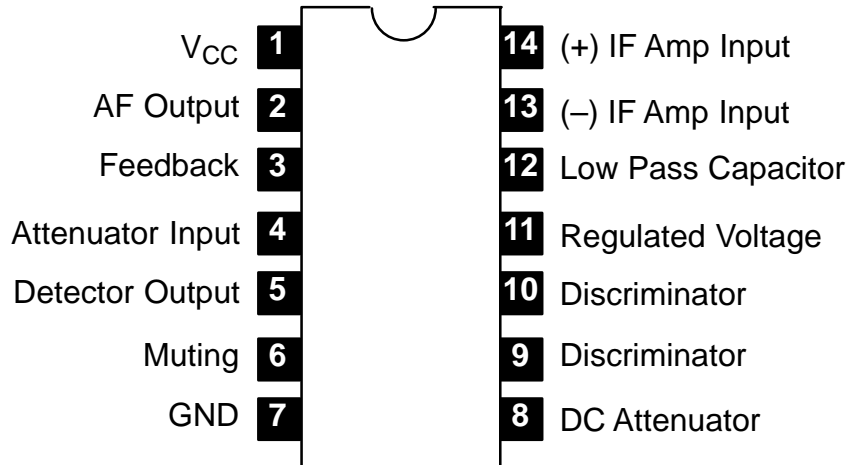 V_CC 1 14 (+) IF Amp Input
AF Output 2 13 (–) IF Amp Input
Feedback 3 12 Low Pass Capacitor
Attenuator Input 4 11 Regulated Voltage
Detector Output 5 10 Discriminator
Muting 6 9 Discriminator
GND 7 8 DC Attenuator